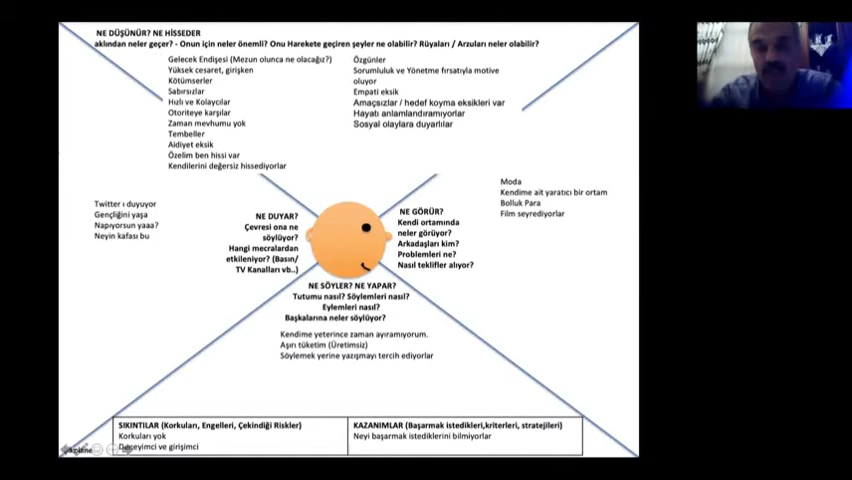 NE DÜŞÜNÜR? NE HİSSEDER
aklından neler geçer? - Onun için neler önemli? Onu Harekete geçiren şeyler ne olabilir? Rüyaları / Arzuları neler olabilir?
Gelecek Endişesi (Mezun olunca ne olacağız?)
Yüksek cesaret, girişken
Kötümserler
Sabırsızlar
Hızlı ve Kolaycılar
Otoriteye karşılar
Zaman mevhumu yok
Tembeller
Aidiyet eksik
Özelim ben hissi var
Kendilerini değersiz hissediyorlar
Özgünler
Sorumluluk ve Yönetme fırsatıyla motive
oluyor
Empati eksik
Amaçsızlar / hedef koyma eksikleri var
Hayatı anlamlandıramıyorlar
Sosyal olaylara duyarlılar
Twitter ı duyuyor
Gençliğini yaşa
Napıyorsun yaaa?
Neyin kafası bu
NE DUYAR?
Çevresi ona ne
söylüyor?
Hangi mecralardan
etkileniyor? (Basın/
TV Kanalları vb..)
NE GÖRÜR?
Kendi ortamında
neler görüyor?
Arkadaşları kim?
Problemleri ne?
Nasıl teklifler alıyor?
Moda
Kendime ait yaratıcı bir ortam
Bolluk Para
Film seyrediyorlar
NE SÖYLER? NE YAPAR?
Tutumu nasıl? Söylemleri nasıl?
Eylemleri nasıl?
Başkalarına neler söylüyor?
Kendime yeterince zaman ayıramıyorum.
Aşırı tüketim (Üretimsiz)
Söylemek yerine yazışmayı tercih ediyorlar
SIKINTILAR (Korkuları, Engelleri, Çekindiği Riskler)
Korkuları yok
ve girişimci
KAZANIMLAR (Başarmak istedikleri,kriterleri, stratejileri)
Neyi başarmak istediklerini bilmiyorlar